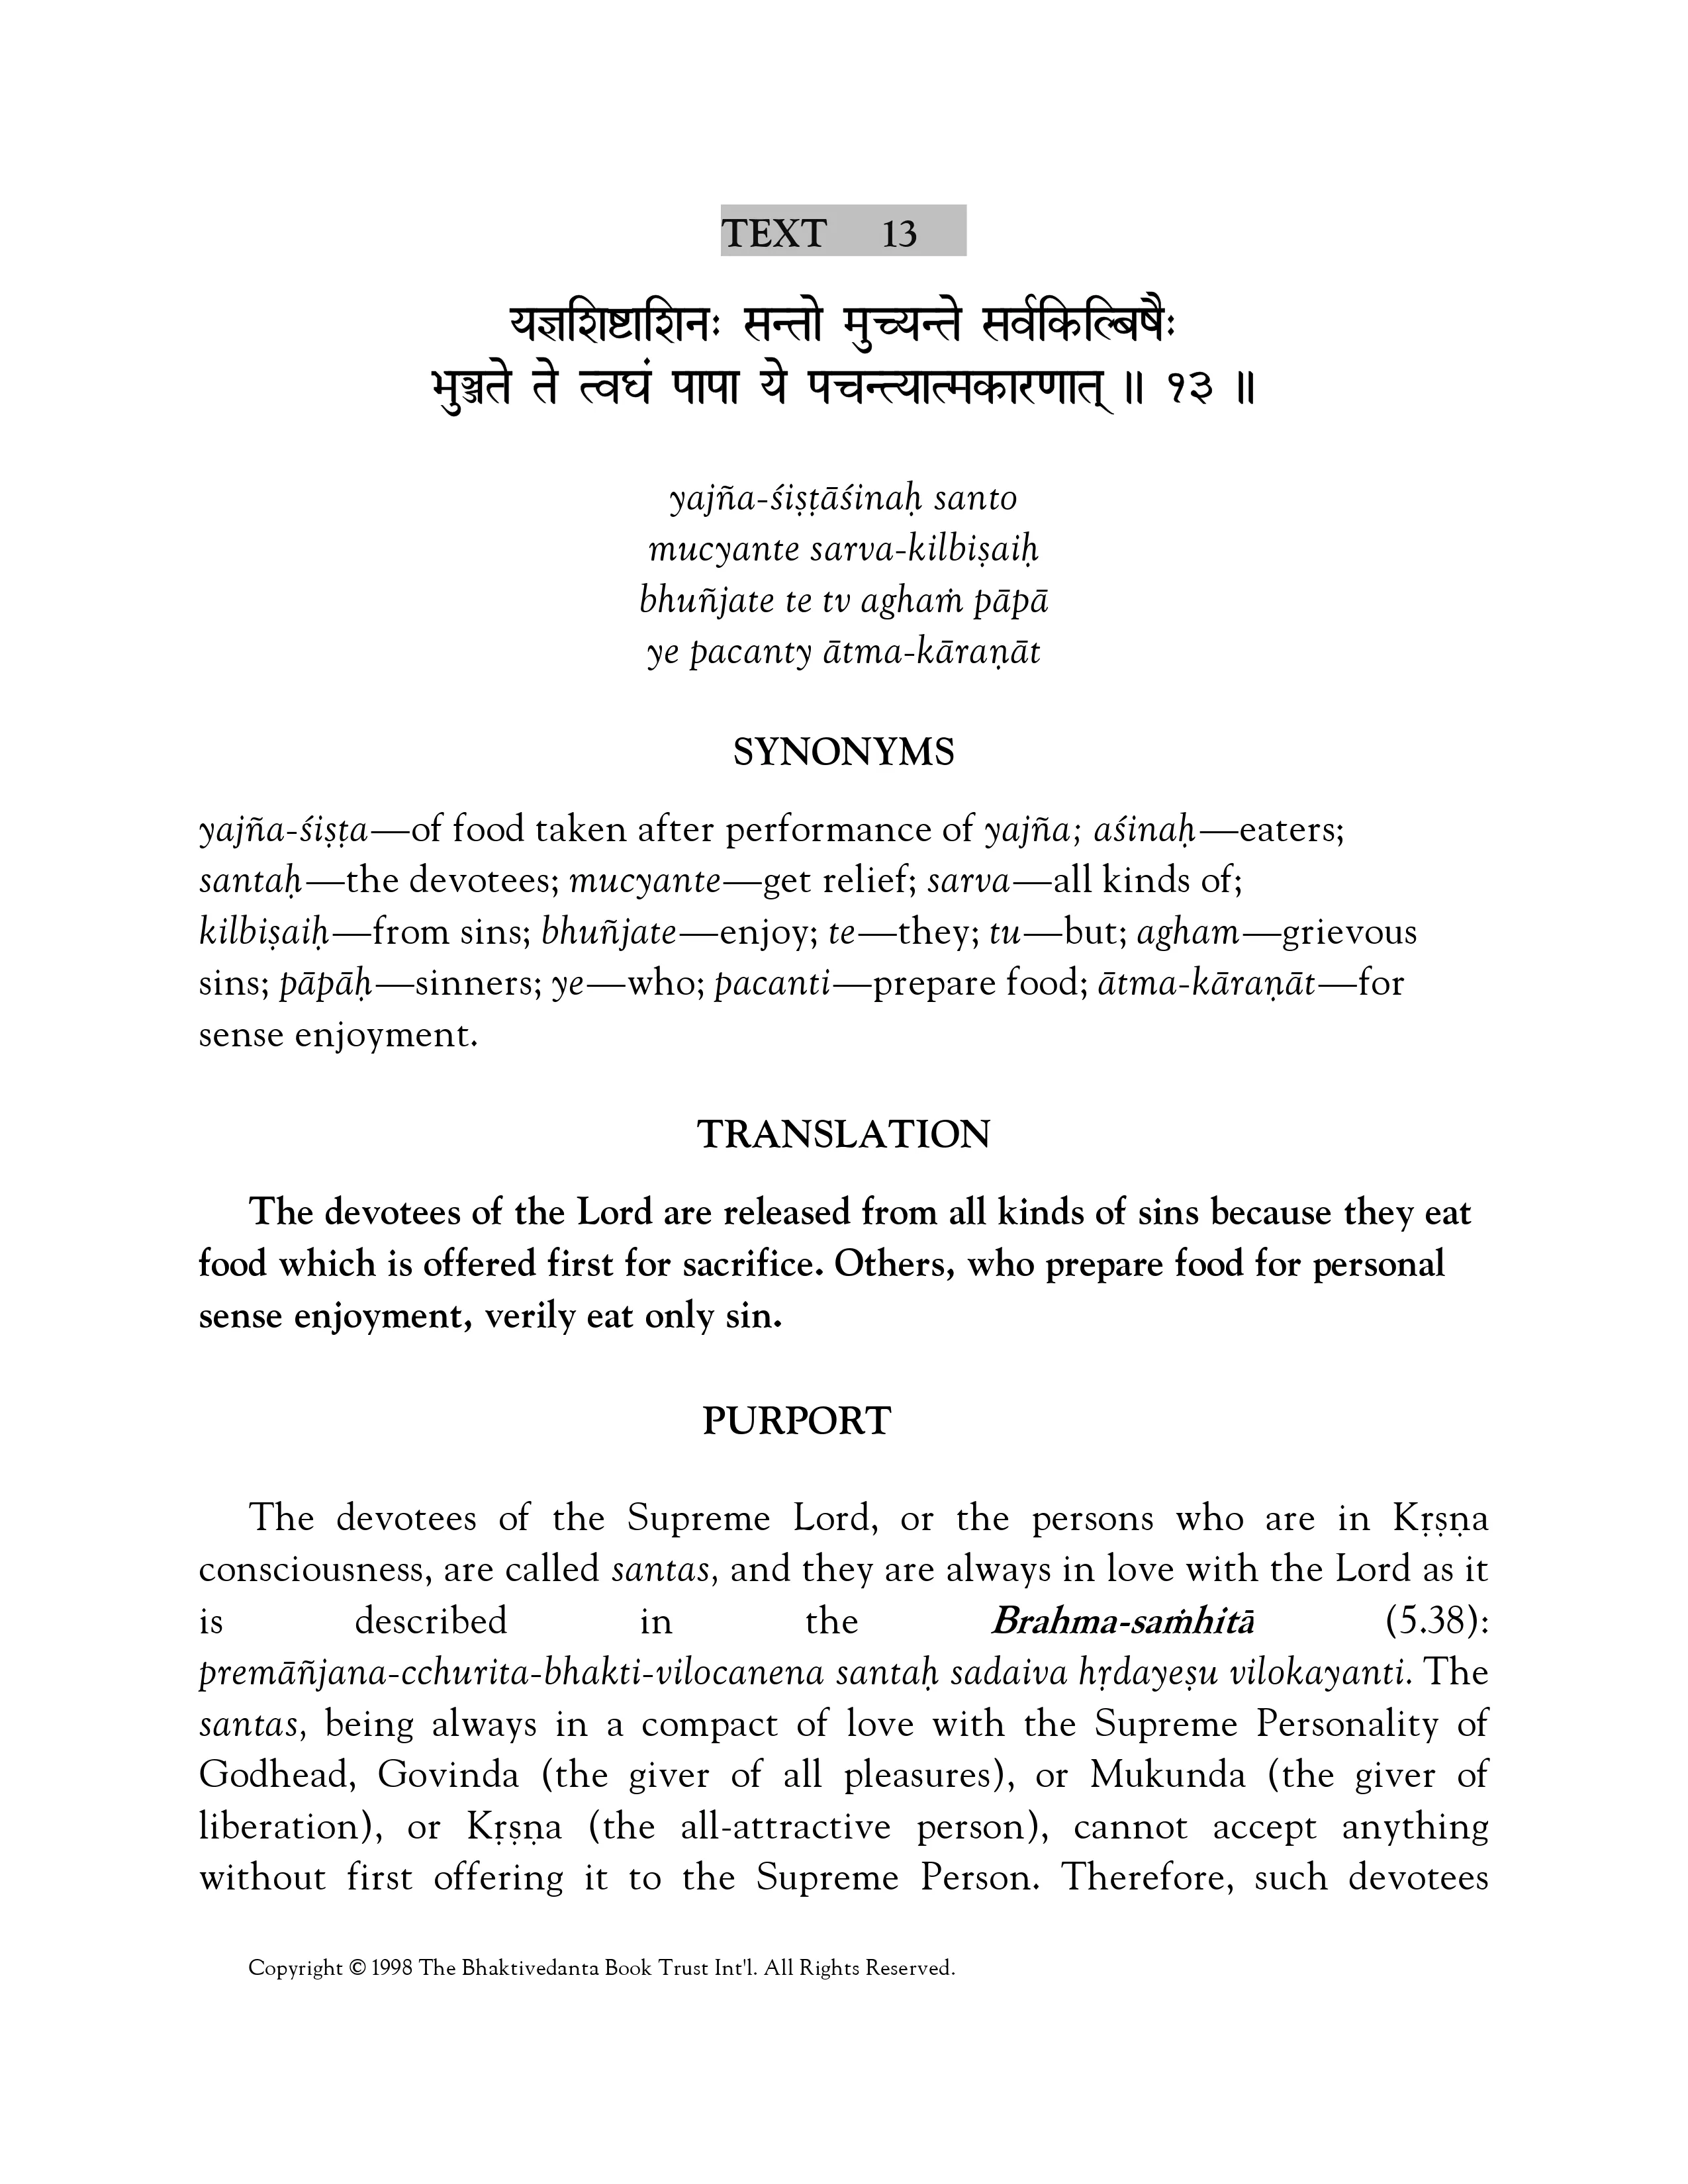 TEXT 13
यज्ञशिष्टाशिनः सन्तो मुच्यन्ते सर्वकिल्बिषैः
भुञ्जते ते त्वघं पापा ये पचन्त्यात्मकारणात् ॥ १३ ॥
yajña-śiṣṭāśinaḥ santo
mucyante sarva-kilbiṣaiḥ
bhuñjate te tv aghaṁ pāpā
ye pacanty ātma-kāraṇāt
SYNONYMS
yajña-śiṣṭa—of food taken after performance of yajña; aśinaḥ—eaters;
santaḥ—the devotees; mucyante—get relief; sarva—all kinds of;
kilbiṣaiḥ—from sins; bhuñjate—enjoy; te—they; tu—but; agham—grievous
sins; pāpāḥ—sinners; ye—who; pacanti—prepare food; ātma-kāraṇāt—for
sense enjoyment.
TRANSLATION
The devotees of the Lord are released from all kinds of sins because they eat
food which is offered first for sacrifice. Others, who prepare food for personal
sense enjoyment, verily eat only sin.
PURPORT
The devotees of the Supreme Lord, or the persons who are in Kṛṣṇa
consciousness, are called santas, and they are always in love with the Lord as it
is described in the Brahma-saṁhitā (5.38):
premāñjana-cchurita-bhakti-vilocanena santaḥ sadaiva hṛdayeṣu vilokayanti. The
santas, being always in a compact of love with the Supreme Personality of
Godhead, Govinda (the giver of all pleasures), or Mukunda (the giver of
liberation), or Kṛṣṇa (the all-attractive person), cannot accept anything
without first offering it to the Supreme Person. Therefore, such devotees
Copyright © 1998 The Bhaktivedanta Book Trust Int'l. All Rights Reserved.